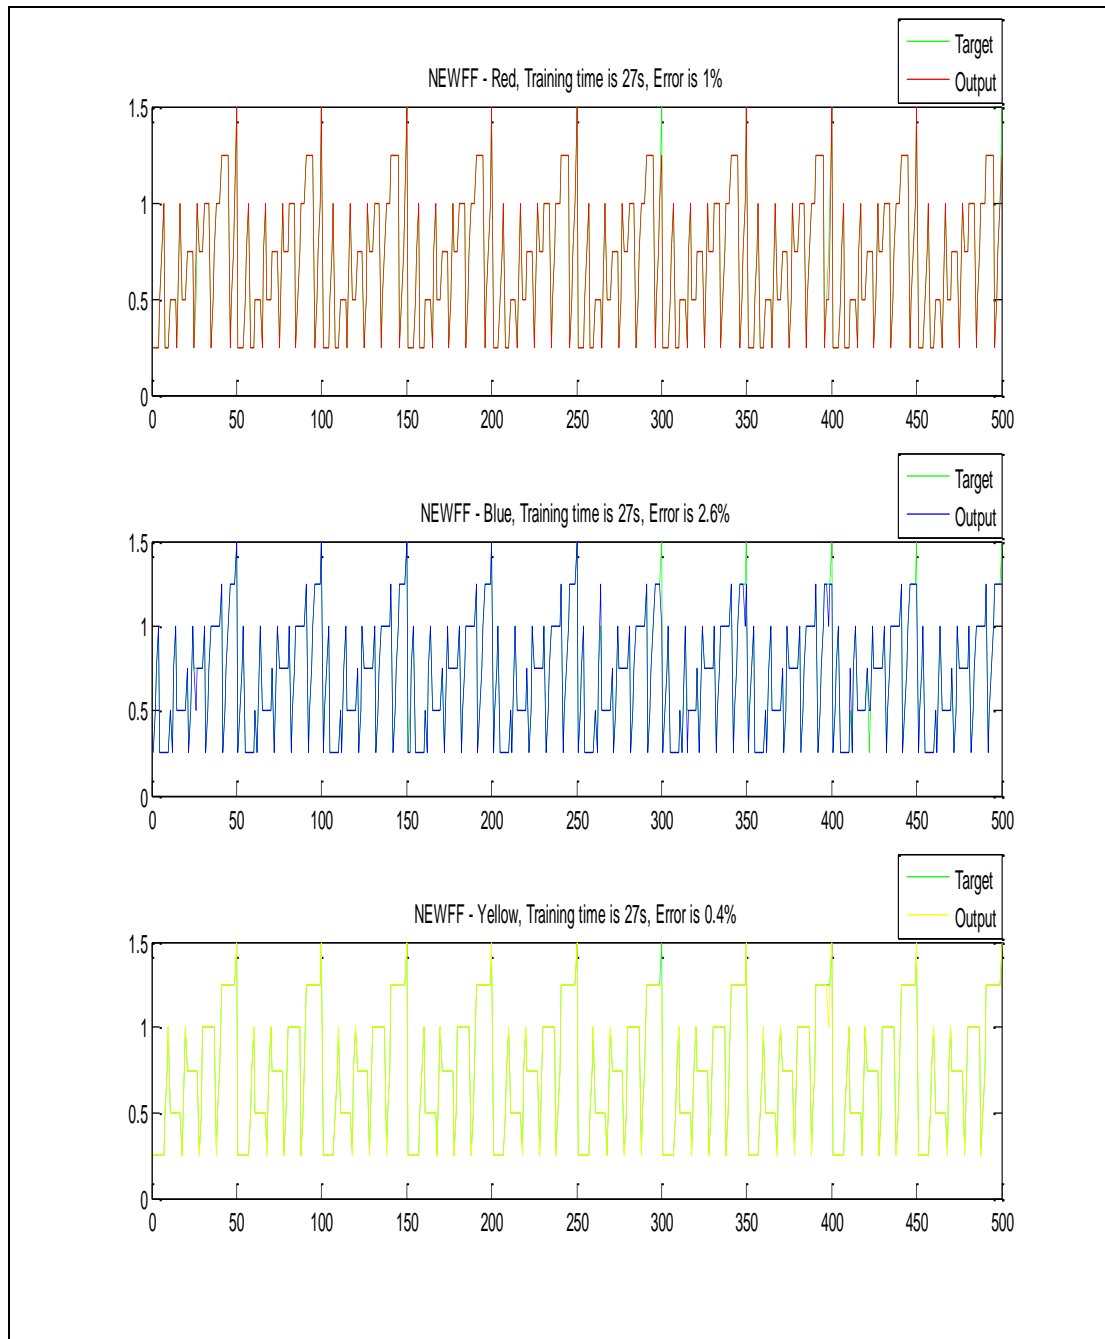 Target
Output
NEWFF - Red, Training time is 27s, Error is 1%
1.5
1
0.5
0
0 50 100 150 200 250 300 350 400 450 500
Target
Output
NEWFF - Blue, Training time is 27s, Error is 2.6%
1.5
1
0.5
0
0 50 100 150 200 250 300 350 400 450 500
Target
Output
NEWFF - Yellow, Training time is 27s, Error is 0.4%
1.5
1
0.5
0
0 50 100 150 200 250 300 350 400 450 500